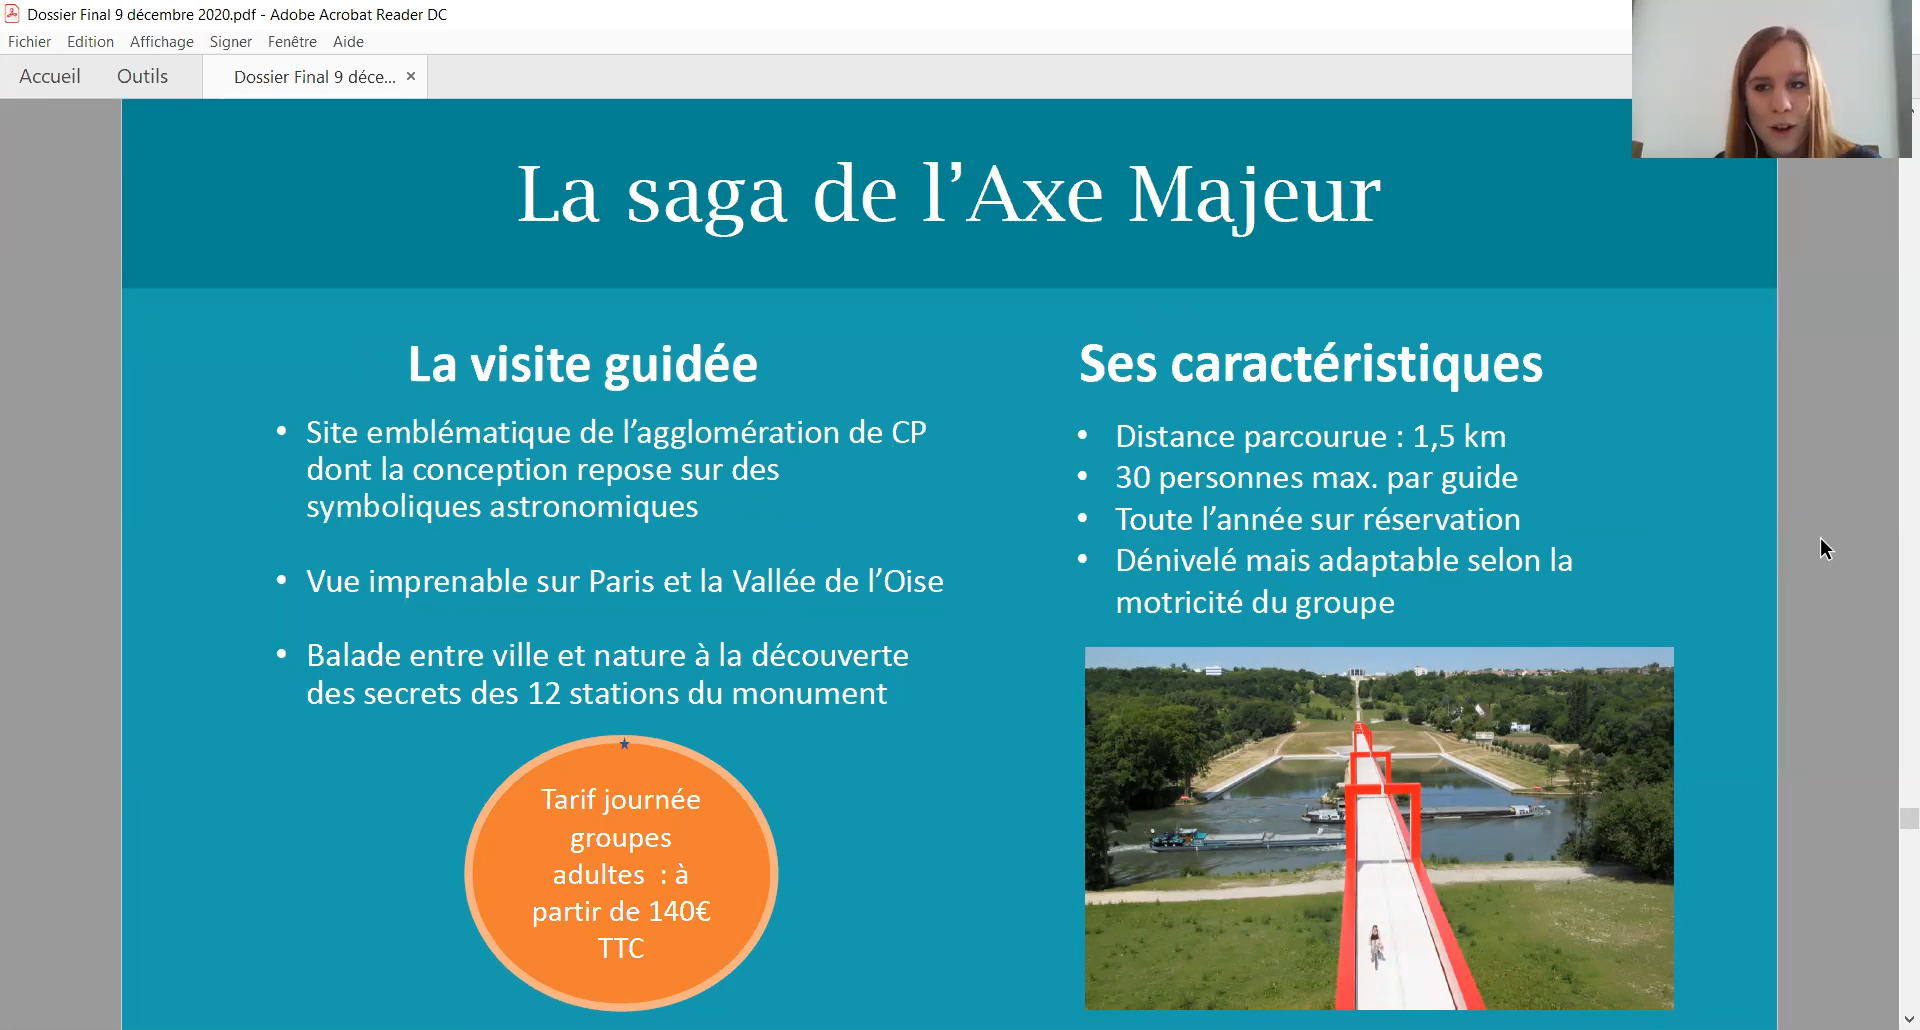 Dossier Final 9 décembre 2020.pdf - Adobe Acrobat Reader DC
Fichier Edition Affichage Signer Fenêtre Aide
Accueil Outils Dossier Final 9 déce... ×
La saga de l’Axe Majeur
La visite guidée
• Site emblématique de l’agglomération de CP
dont la conception repose sur des
symboliques astronomiques
• Vue imprenable sur Paris et la Vallée de l’Oise
• Balade entre ville et nature à la découverte
des secrets des 12 stations du monument
Tarif journée
groupes
adultes : à
partir de 140€
TTC
Ses caractéristiques
• Distance parcourue : 1,5 km
• 30 personnes max. par guide
• Toute l’année sur réservation
• Dénivelé mais adaptable selon la
motricité du groupe